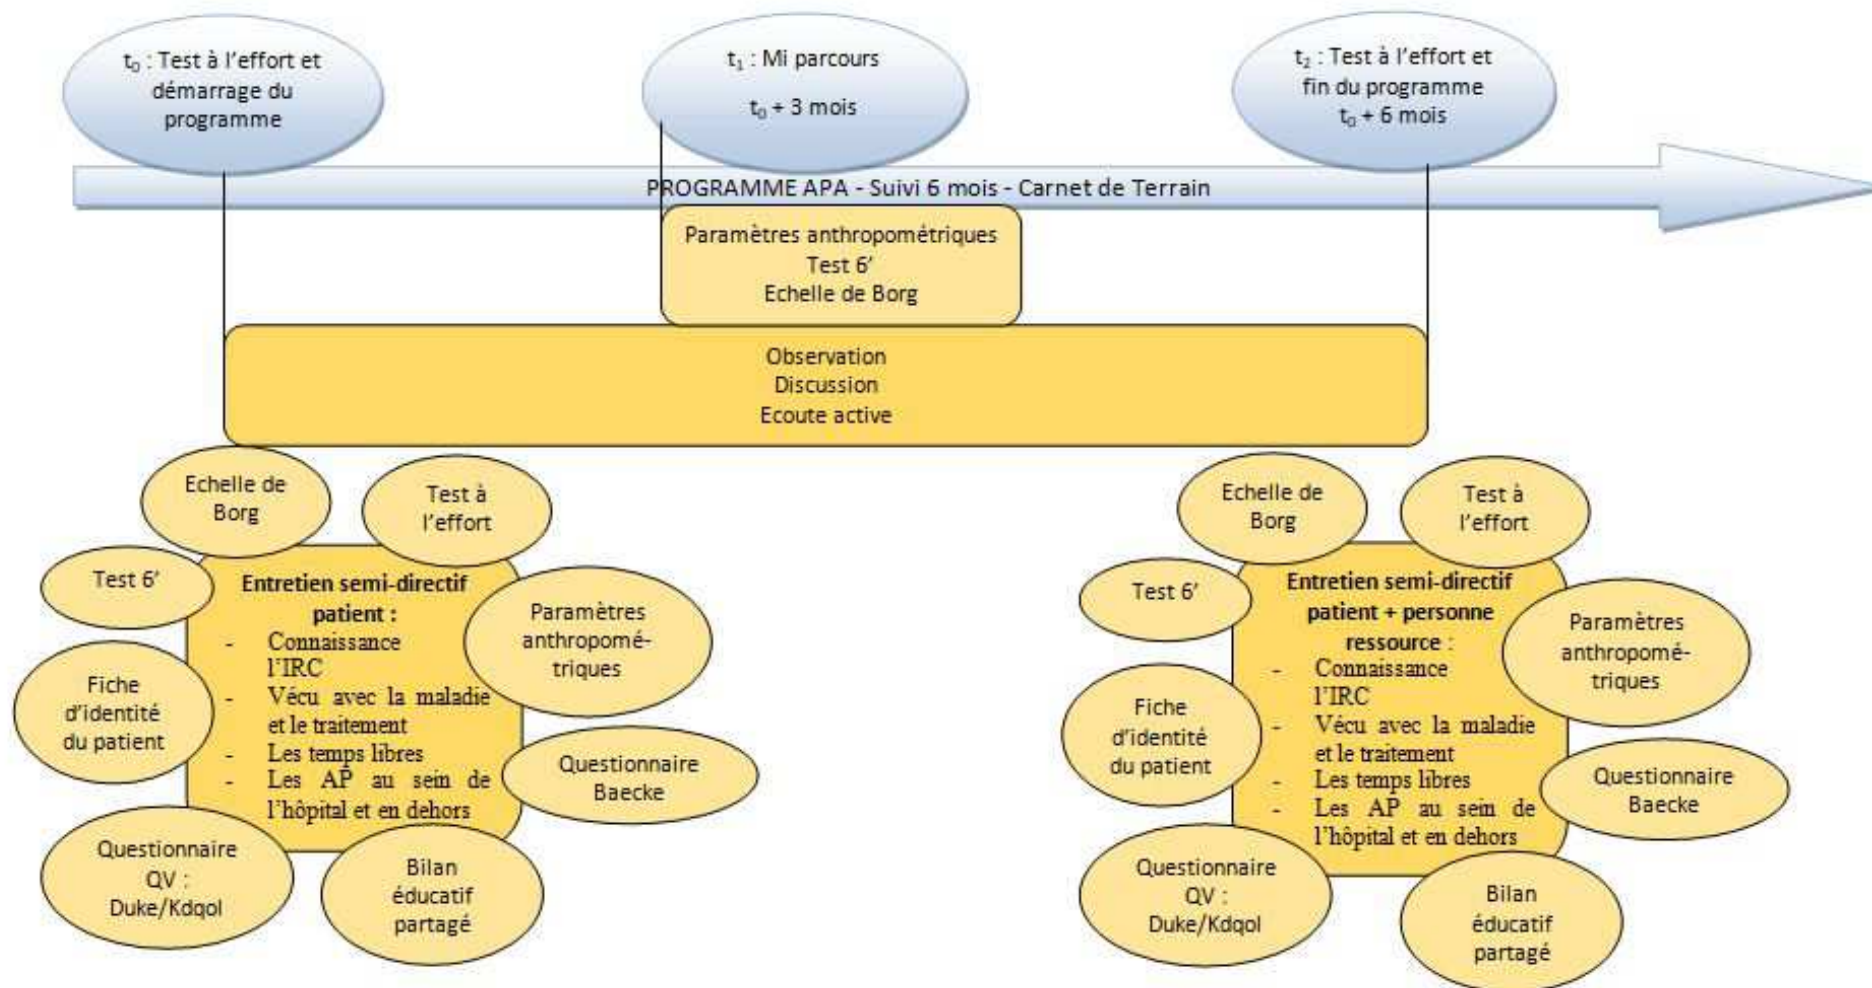 t₀ : Test à l'effort et
démarrage du
programme
t₁ : Mi parcours
t₀ + 3 mois
t₂ : Test à l'effort et
fin du programme
t₀ + 6 mois
PROGRAMME APA - Suivi 6 mois - Carnet de Terrain
Paramètres anthropométriques
Test 6'
Echelle de Borg
Observation
Discussion
Ecoute active
Echelle de
Borg
Test à
l'effort
Test 6'
Entretien semi-directif
patient :
- Connaissance
l'IRC
- Vécu avec la maladie
et le traitement
- Les temps libres
- Les AP au sein de
l'hôpital et en dehors
Paramètres
anthropomé-
triques
Fiche
d'identité
du patient
Questionnaire
Baecke
Questionnaire
QV :
Duke/Kdqol
Bilan
éducatif
partagé
Echelle de
Borg
Test à
l'effort
Test 6'
Entretien semi-directif
patient + personne
ressource :
- Connaissance
l'IRC
- Vécu avec la maladie
et le traitement
- Les temps libres
- Les AP au sein de
l'hôpital et en dehors
Paramètres
anthropomé-
triques
Fiche
d'identité
du patient
Questionnaire
Baecke
Questionnaire
QV :
Duke/Kdqol
Bilan
éducatif
partagé